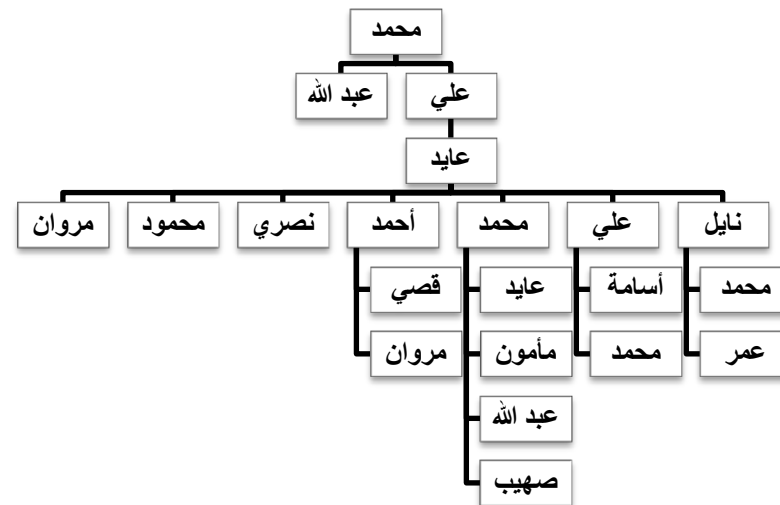 محمد
علي
عبد الله
عايد
نايل
علي
محمد
أحمد
نصري
محمود
مروان
محمد
أسامة
عايد
قصي
عمر
محمد
مأمون
مروان
عبد الله
صهيب